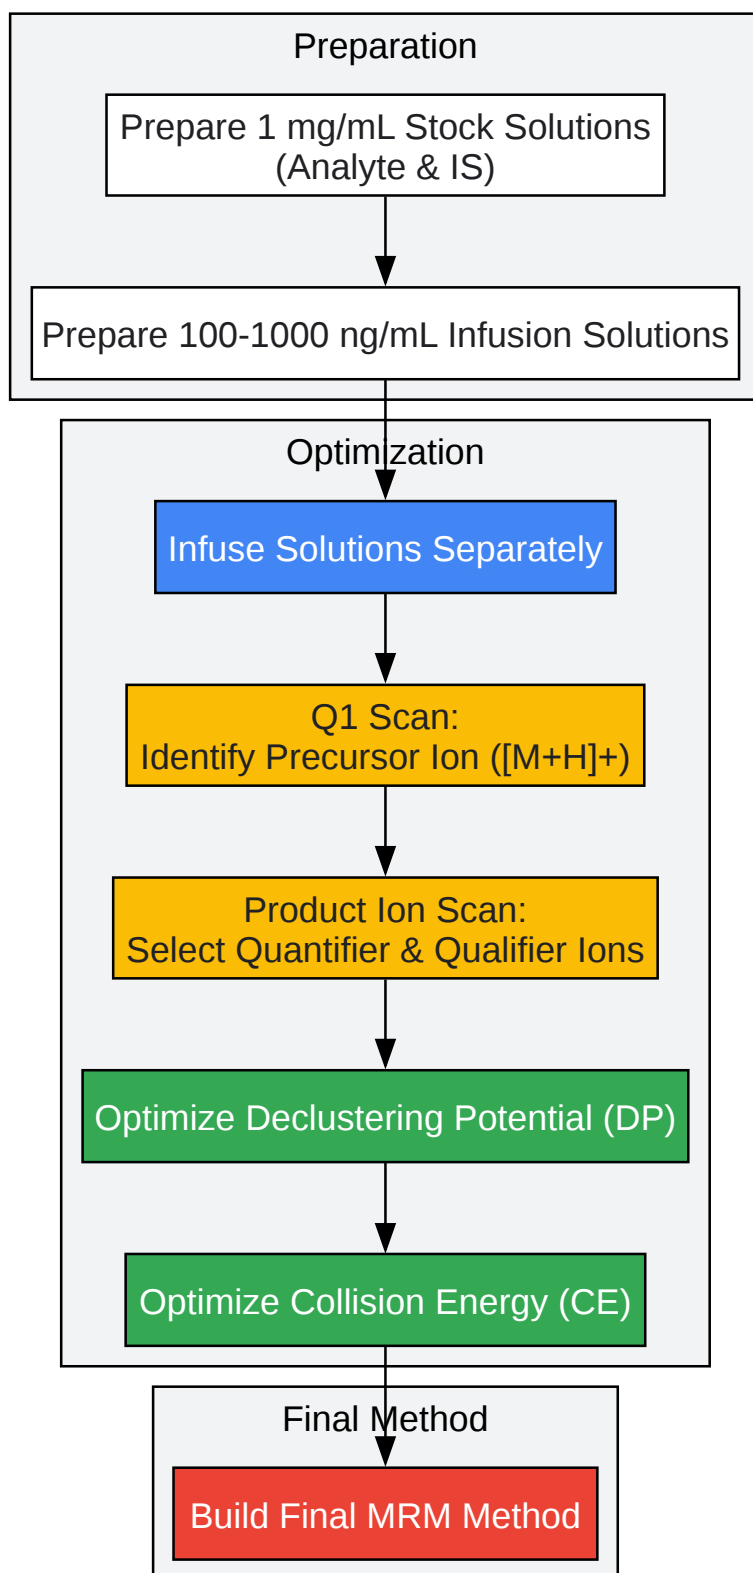 Preparation
Prepare 1 mg/mL Stock Solutions
(Analyte & IS)
Prepare 100-1000 ng/mL Infusion Solutions
Optimization
Infuse Solutions Separately
Q1 Scan:
Identify Precursor Ion ([M+H]+)
Product Ion Scan:
Select Quantifier & Qualifier Ions
Optimize Declustering Potential (DP)
Optimize Collision Energy (CE)
Final Method
Build Final MRM Method